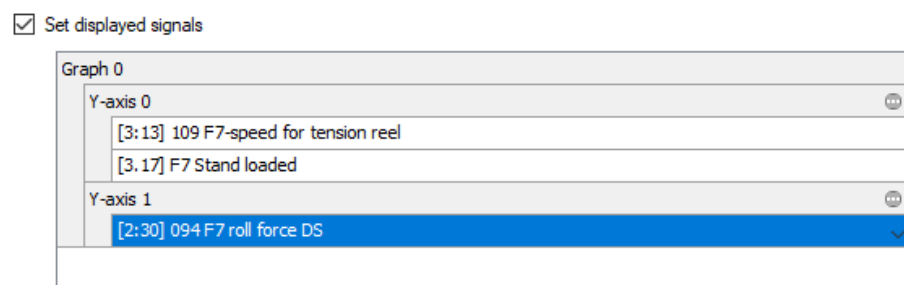 Set displayed signals
Graph 0
Y-axis 0
[3:13] 109 F7-speed for tension reel
[3.17] F7 Stand loaded
Y-axis 1
[2:30] 094 F7 roll force DS